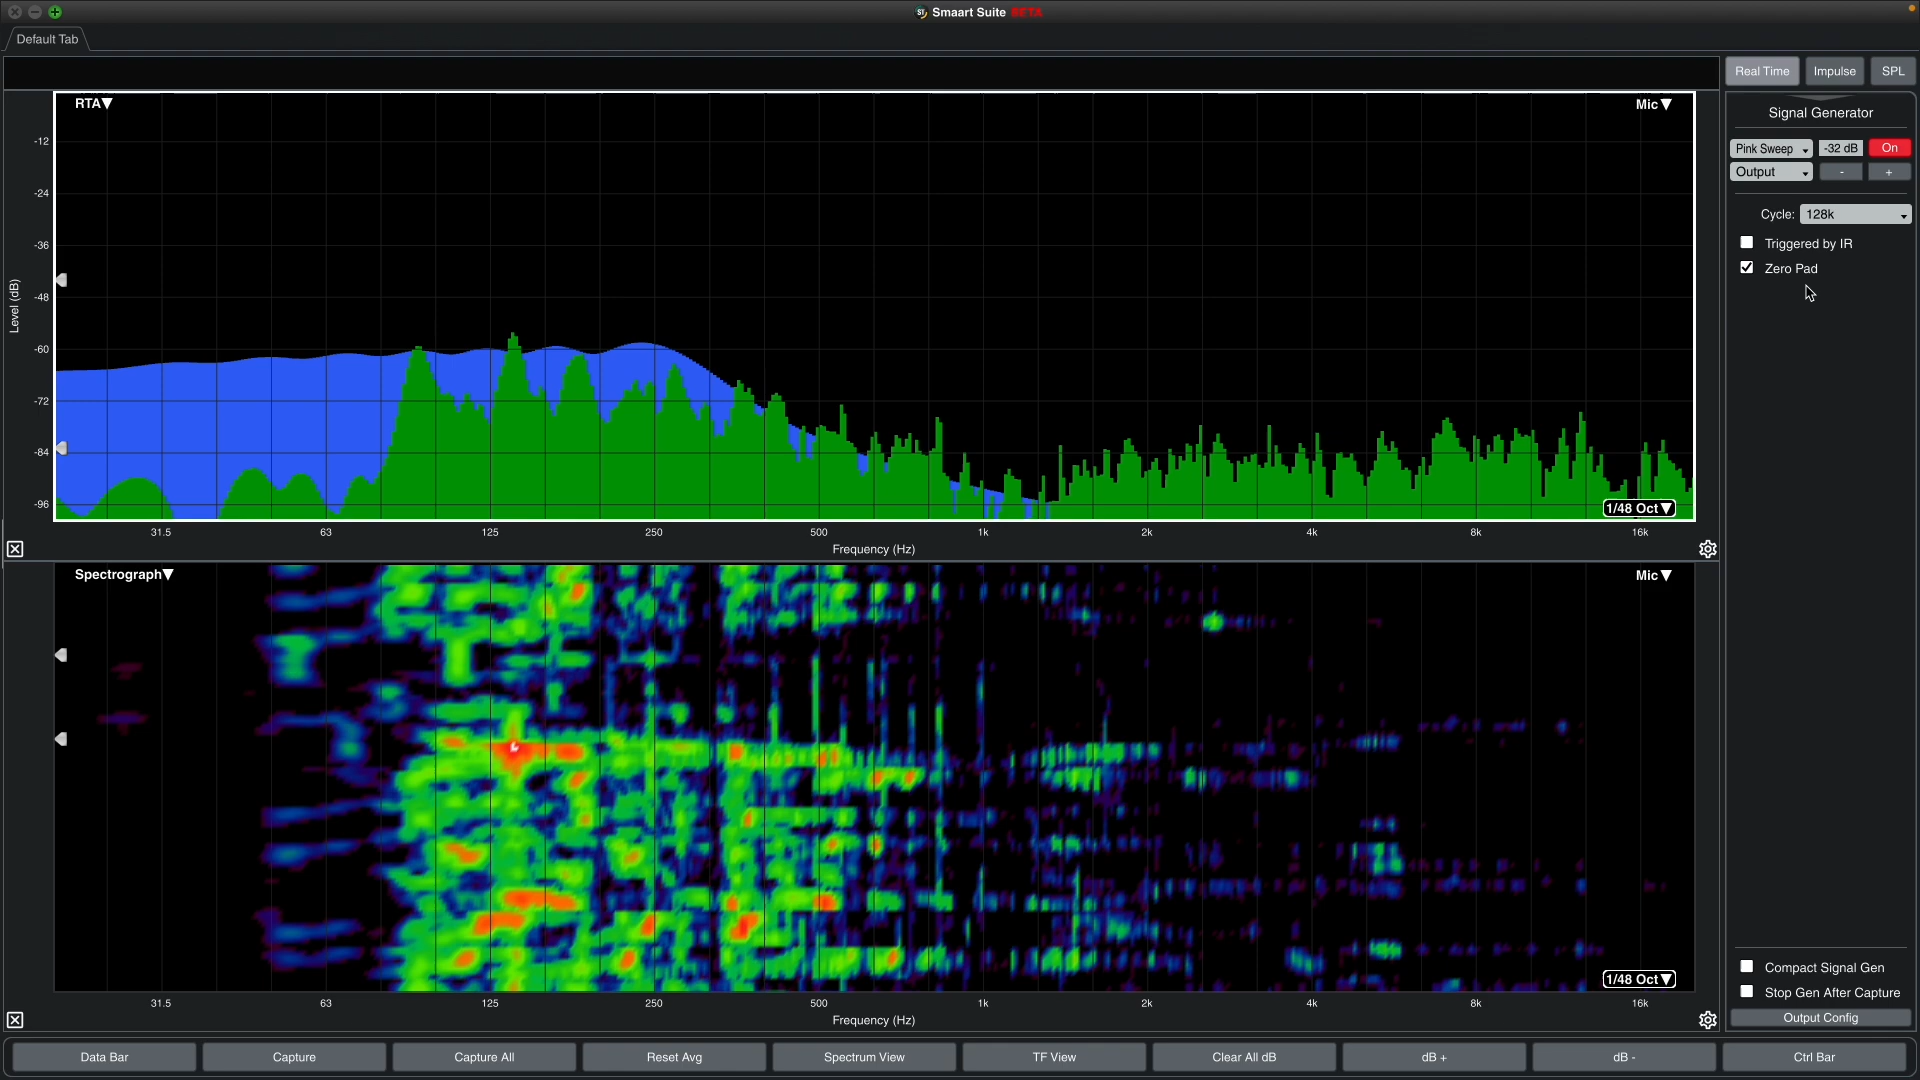 ST Smaart Suite BETA
Default Tab
Real Time Impulse SPL
RTA▼ Mic▼
Signal Generator
Pink Sweep -32 dB On
Output - +
Cycle: 128k
Triggered by IR
Zero Pad
Level (dB)
-12
-24
-36
-48
-60
-72
-84
-96
1/48 Oct▼
31.5 63 125 250 500 1k 2k 4k 8k 16k
Frequency (Hz)
Spectrograph▼ Mic▼
1/48 Oct▼
31.5 63 125 250 500 1k 2k 4k 8k 16k
Frequency (Hz)
Compact Signal Gen
Stop Gen After Capture
Output Config
Data Bar Capture Capture All Reset Avg Spectrum View TF View Clear All dB dB + dB - Ctrl Bar